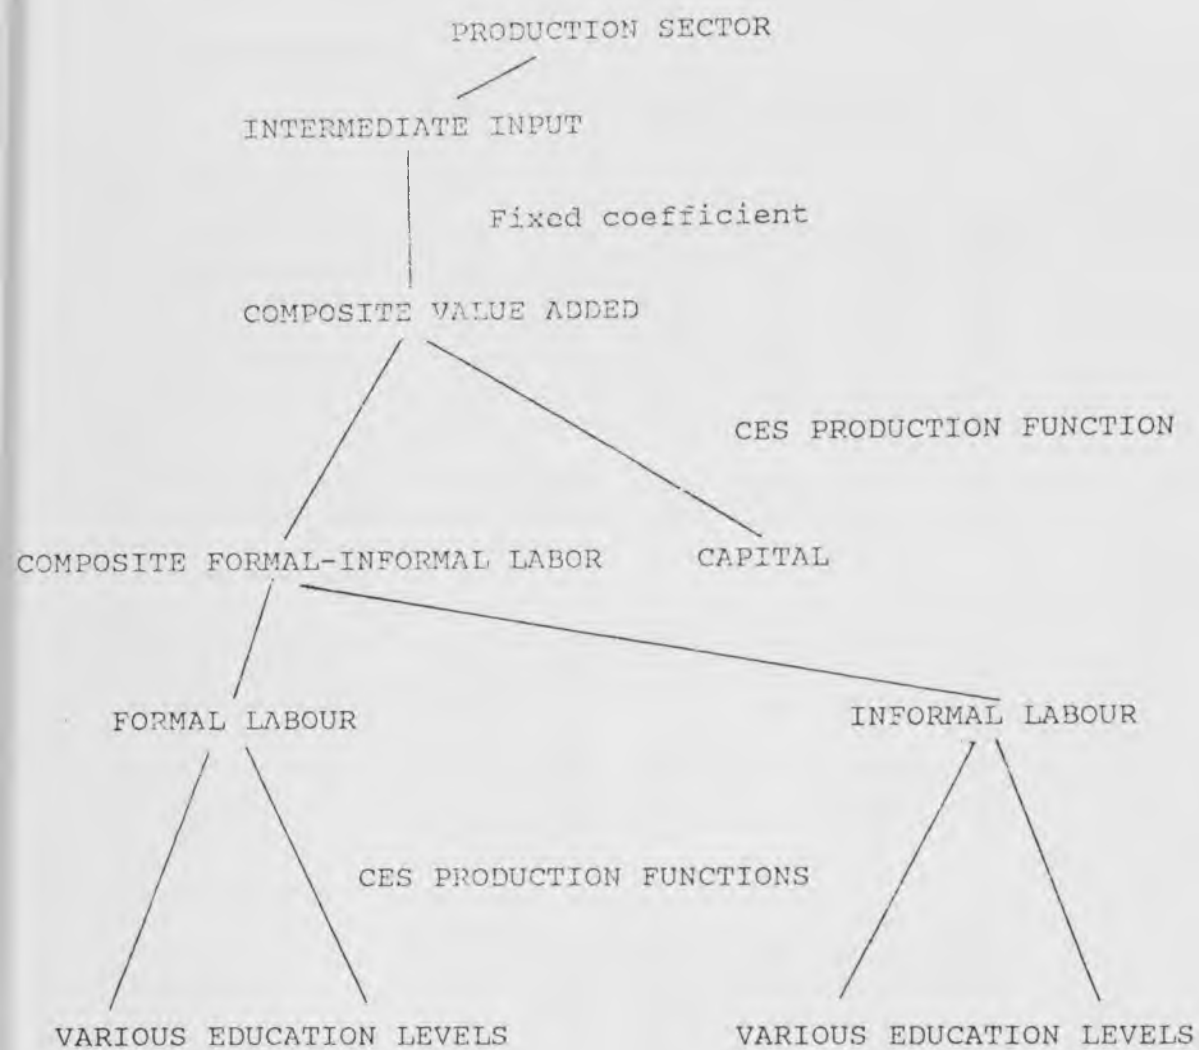 PRODUCTION SECTOR
INTERMEDIATE INPUT
Fixed coefficient
COMPOSITE VALUE ADDED
CES PRODUCTION FUNCTION
COMPOSITE FORMAL-INFORMAL LABOR CAPITAL
FORMAL LABOUR INFORMAL LABOUR
CES PRODUCTION FUNCTIONS
VARIOUS EDUCATION LEVELS VARIOUS EDUCATION LEVELS